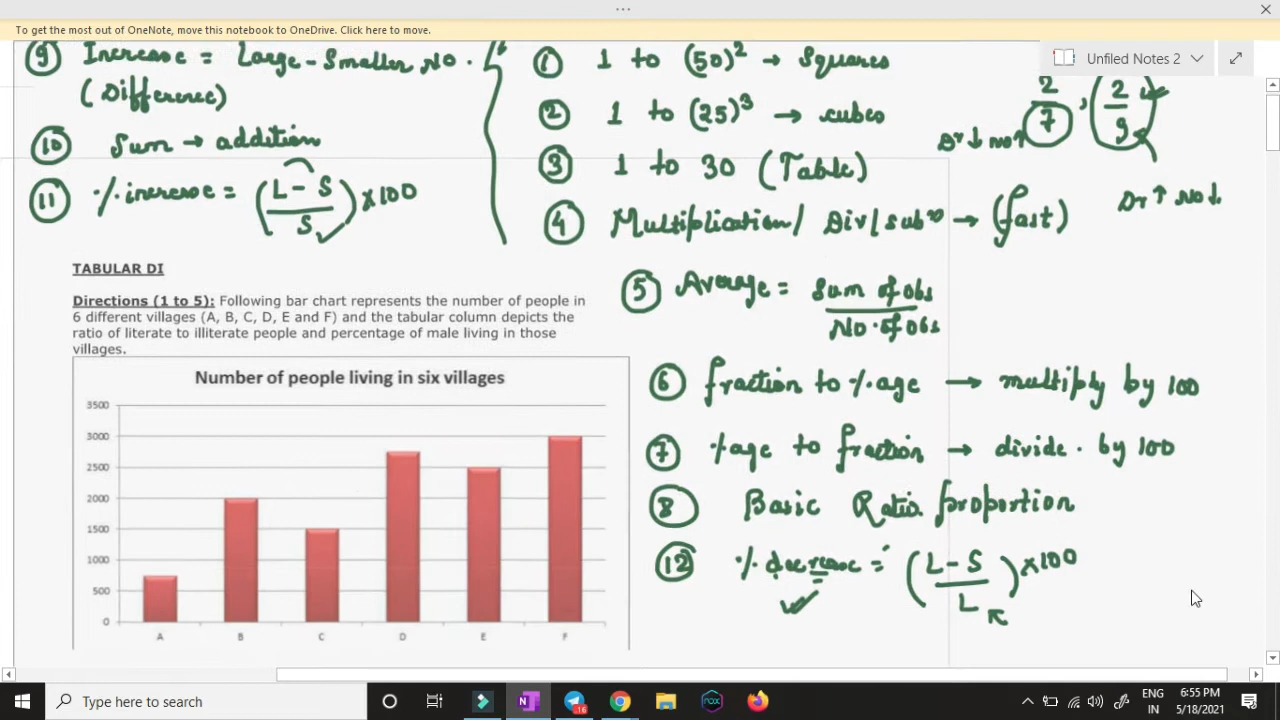 To get the most out of OneNote, move this notebook to OneDrive. Click here to move.
Unfiled Notes 2
9 Increase = Large - Smaller No.
(Difference)
10 Sum → addition
11 % increase = (L - S / S) × 100
1 1 to (50)² → Squares
2 1 to (25)³ → cubes
3 1 to 30 (Table)
4 Multiplication / Div / subⁿ → (fast)
2/7 , (2/9)
Dr ↓ No ↑
Dr ↑ No ↓
TABULAR DI
Directions (1 to 5): Following bar chart represents the number of people in
6 different villages (A, B, C, D, E and F) and the tabular column depicts the
ratio of literate to illiterate people and percentage of male living in those
villages.
5 Average = Sum of obs / No. of obs
6 fraction to %age → multiply by 100
7 %age to fraction → divide. by 100
8 Basic Ratio proportion
12 % decrease = (L - S / L) × 100
Number of people living in six villages
3500
3000
2500
2000
1500
1000
500
0
A B C D E F
Type here to search
16
nox
ENG
IN
6:55 PM
5/18/2021